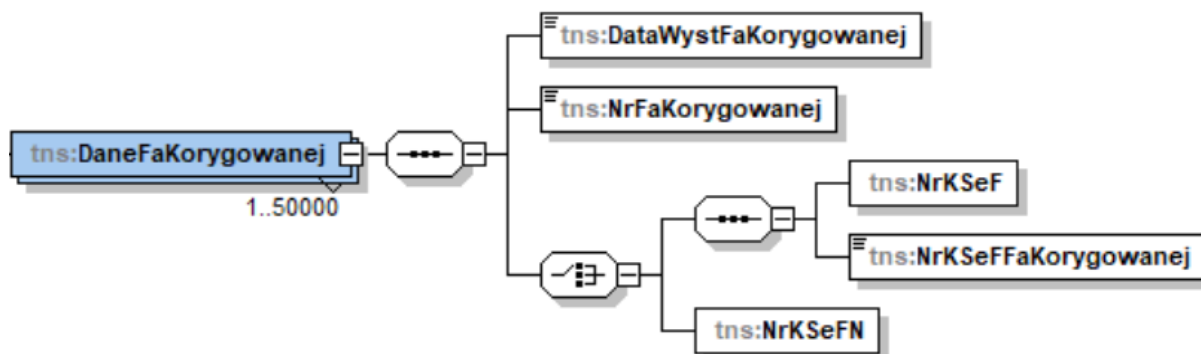 tns:DataWystFaKorygowanej
tns:NrFaKorygowanej
tns:DaneFaKorygowanej
1..50000
tns:NrKSeF
tns:NrKSeFFaKorygowanej
tns:NrKSeFN